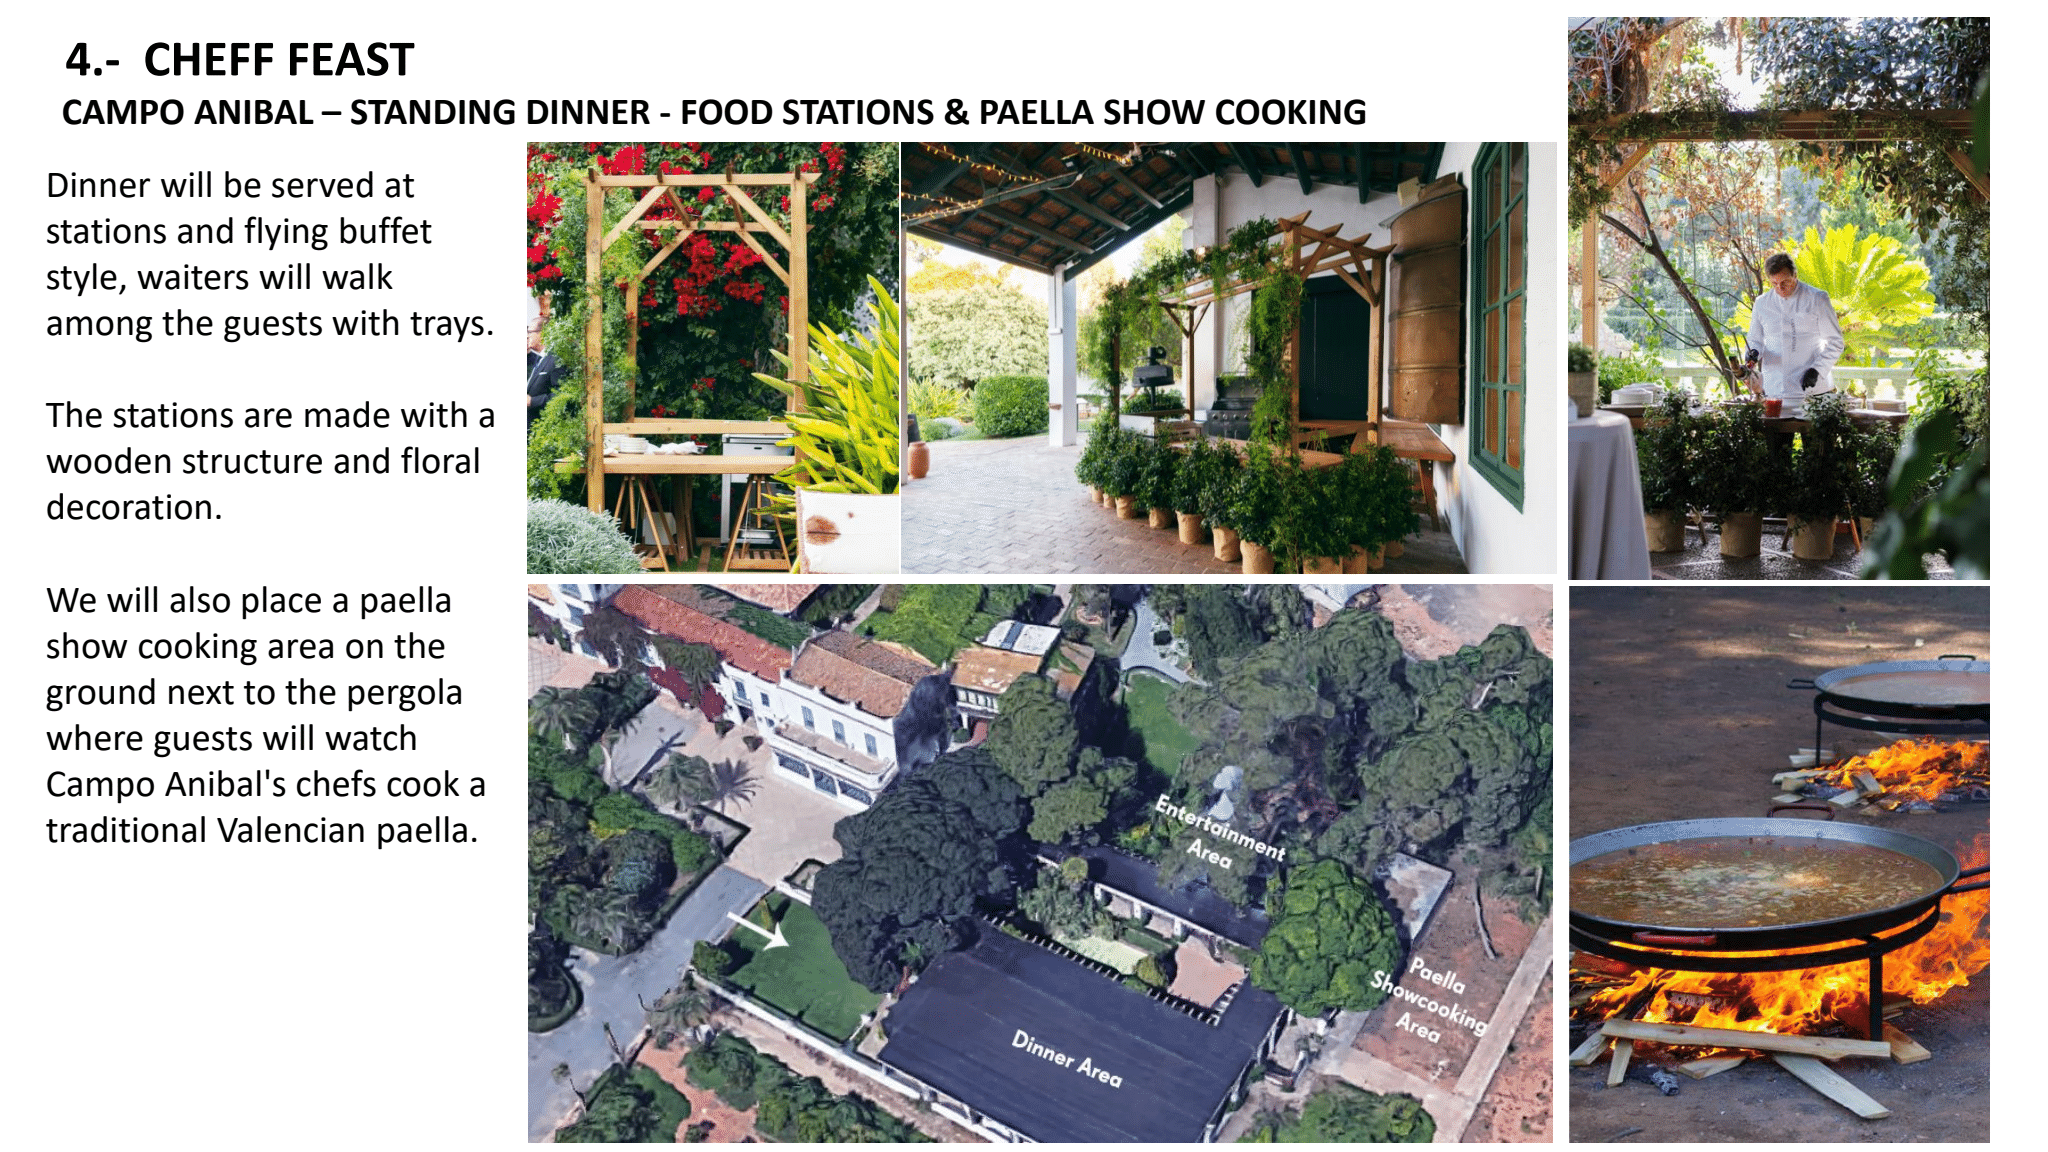 4.-  CHEFF FEAST
CAMPO ANIBAL – STANDING DINNER - FOOD STATIONS & PAELLA SHOW COOKING
Dinner will be served at
stations and flying buffet
style, waiters will walk
among the guests with trays.
The stations are made with a
wooden structure and floral
decoration.
We will also place a paella
show cooking area on the
ground next to the pergola
where guests will watch
Campo Anibal's chefs cook a
traditional Valencian paella.
Entertainment
Area
Paella
Showcooking
Area
Dinner Area